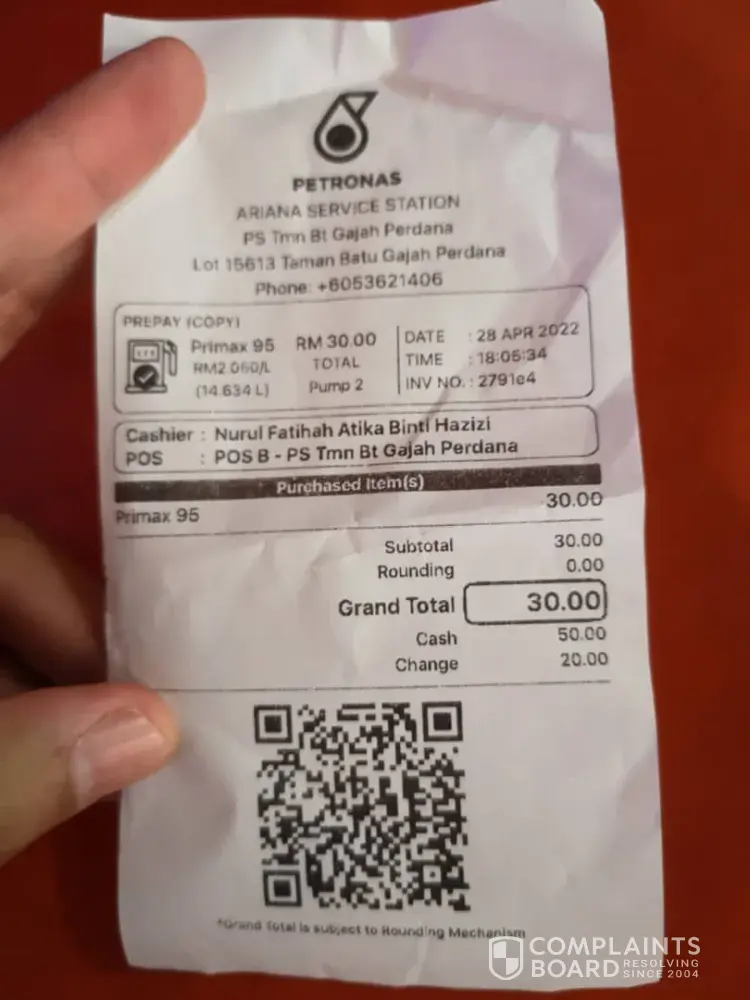 PETRONAS
ARIANA SERVICE STATION
PS Tmn Bt Gajah Perdana
Lot 15613 Taman Batu Gajah Perdana
Phone: +6053621406
PREPAY (COPY)
Primax 95 RM 30.00 DATE : 28 APR 2022
RM2.050/L TOTAL TIME : 18:05:34
(14.634 L) Pump 2 INV NO. : 2791e4
Cashier : Nurul Fatihah Atika Binti Hazizi
POS : POS B - PS Tmn Bt Gajah Perdana
Purchased Item(s)
Primax 95 30.00
Subtotal 30.00
Rounding 0.00
Grand Total 30.00
Cash 50.00
Change 20.00
*Grand Total is subject to Rounding Mechanism
COMPLAINTS
BOARD RESOLVING SINCE 2004